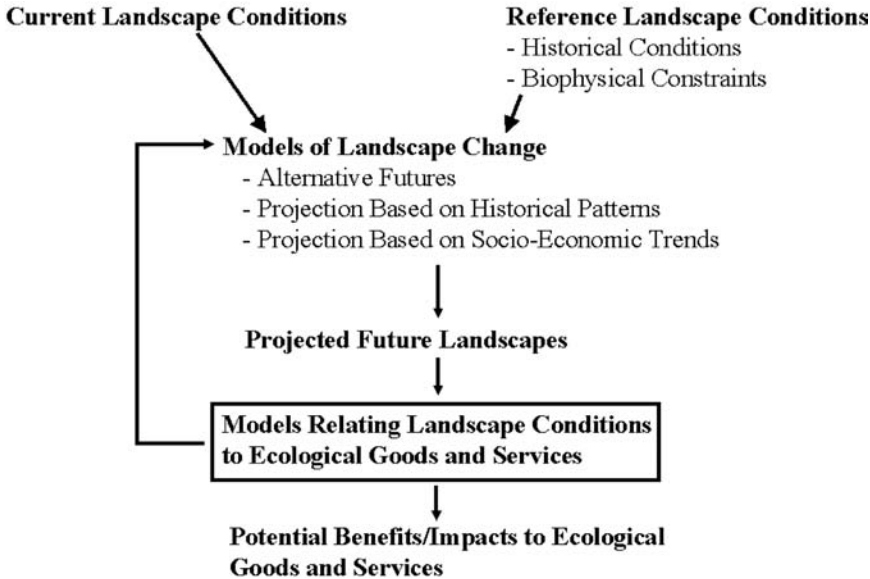 Current Landscape Conditions
Reference Landscape Conditions
- Historical Conditions
- Biophysical Constraints
Models of Landscape Change
- Alternative Futures
- Projection Based on Historical Patterns
- Projection Based on Socio-Economic Trends
Projected Future Landscapes
Models Relating Landscape Conditions
to Ecological Goods and Services
Potential Benefits/Impacts to Ecological
Goods and Services